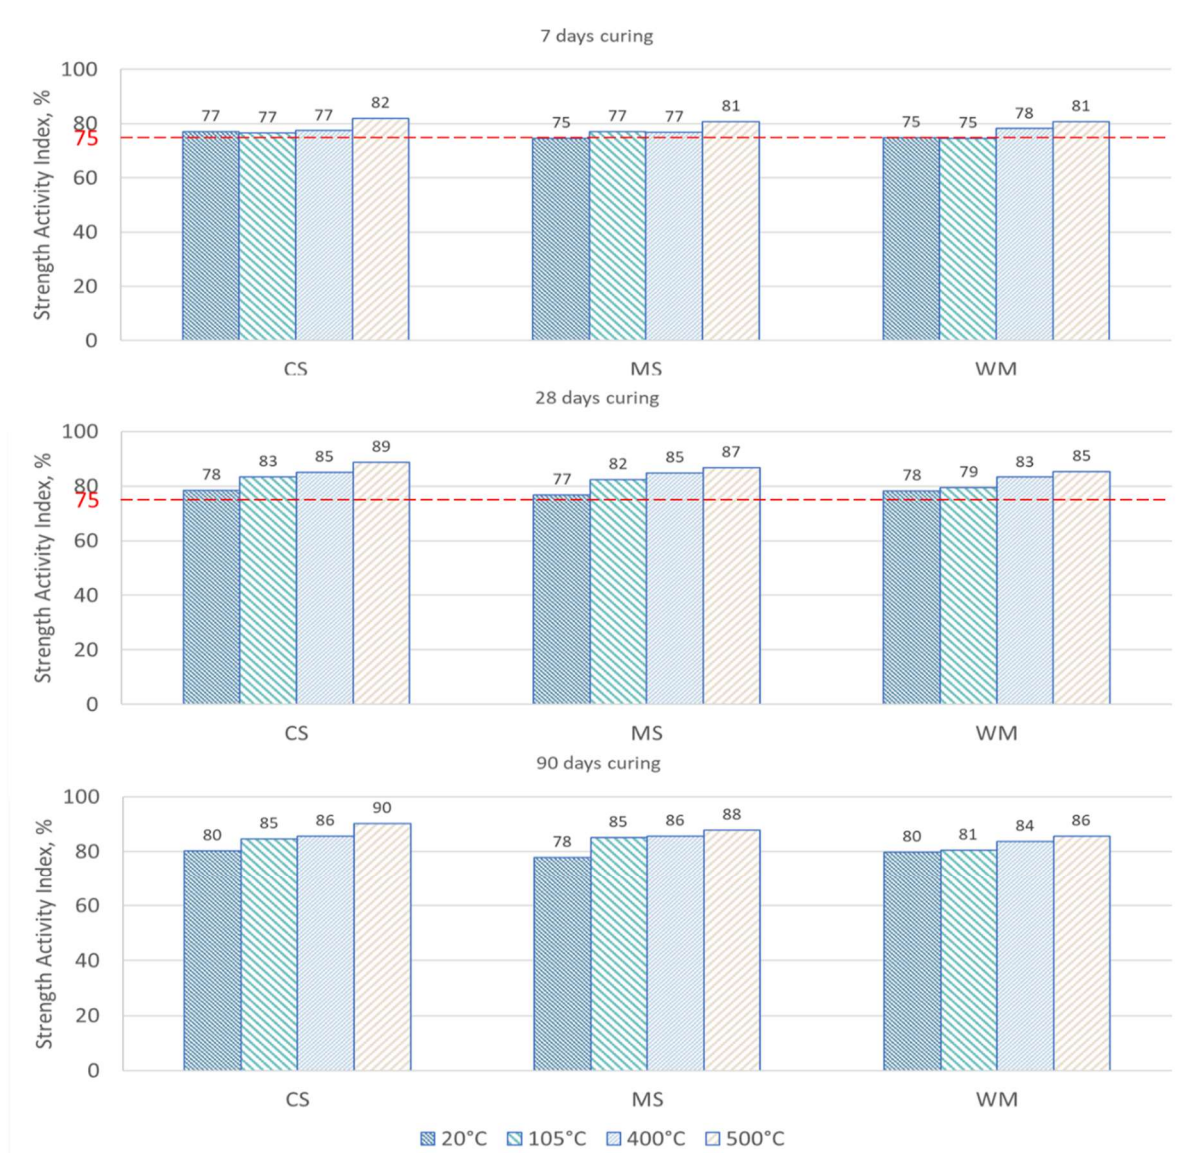 7 days curing
Strength Activity Index, %
100
80
75
60
40
20
0
77 77 77 82
75 77 77 81
75 75 78 81
CS MS WM
28 days curing
Strength Activity Index, %
100
80
75
60
40
20
0
78 83 85 89
77 82 85 87
78 79 83 85
CS MS WM
90 days curing
Strength Activity Index, %
100
80
60
40
20
0
80 85 86 90
78 85 86 88
80 81 84 86
CS MS WM
20°C 105°C 400°C 500°C